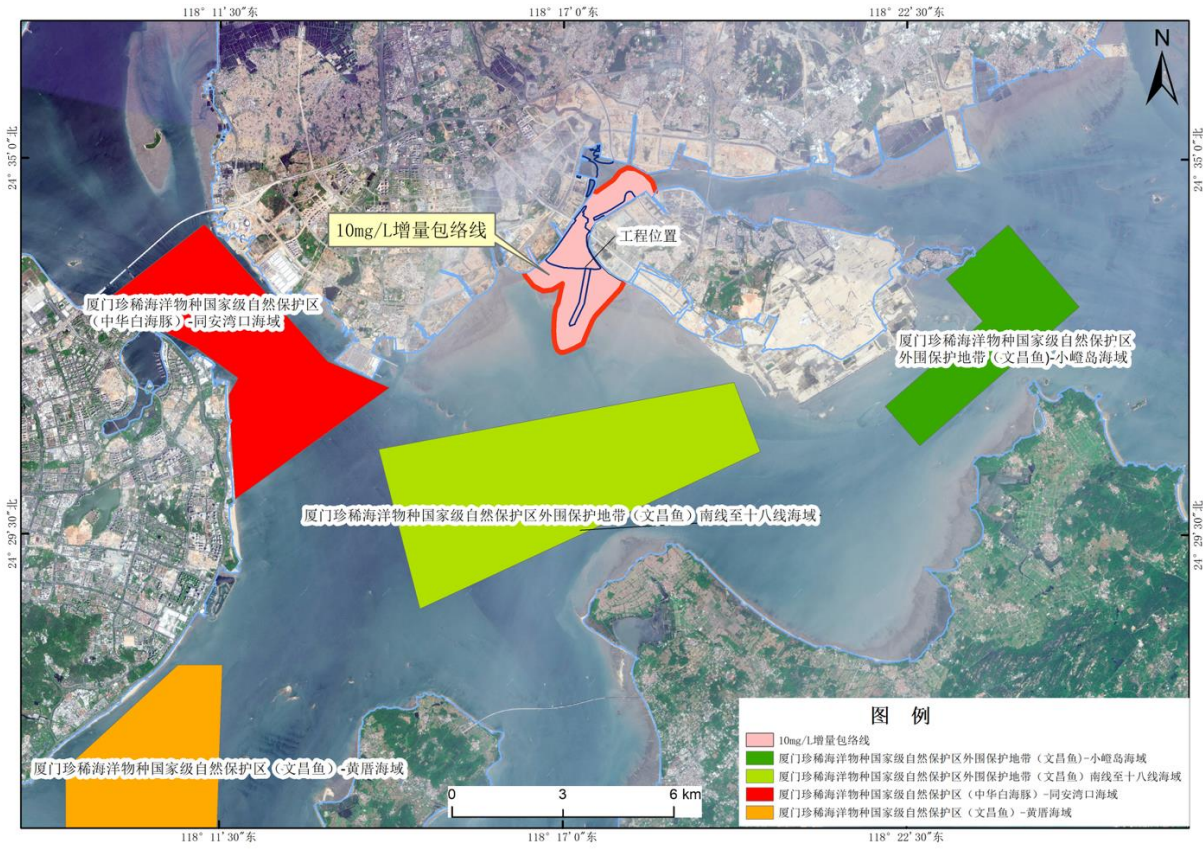 118° 11′30″东
118° 17′0″东
118° 22′30″东
N
24° 35′0″北
24° 35′0″北
10mg/L增量包络线
工程位置
厦门珍稀海洋物种国家级自然保护区
(中华白海豚)-同安湾口海域
厦门珍稀海洋物种国家级自然保护区
外围保护地带(文昌鱼)-小嶝岛海域
厦门珍稀海洋物种国家级自然保护区外围保护地带(文昌鱼)南线至十八线海域
24° 29′30″北
24° 29′30″北
厦门珍稀海洋物种国家级自然保护区(文昌鱼)-黄厝海域
0 3 6 km
图 例
10mg/L增量包络线
厦门珍稀海洋物种国家级自然保护区外围保护地带(文昌鱼)-小嶝岛海域
厦门珍稀海洋物种国家级自然保护区外围保护地带(文昌鱼)南线至十八线海域
厦门珍稀海洋物种国家级自然保护区(中华白海豚)-同安湾口海域
厦门珍稀海洋物种国家级自然保护区(文昌鱼)-黄厝海域
118° 11′30″东
118° 17′0″东
118° 22′30″东